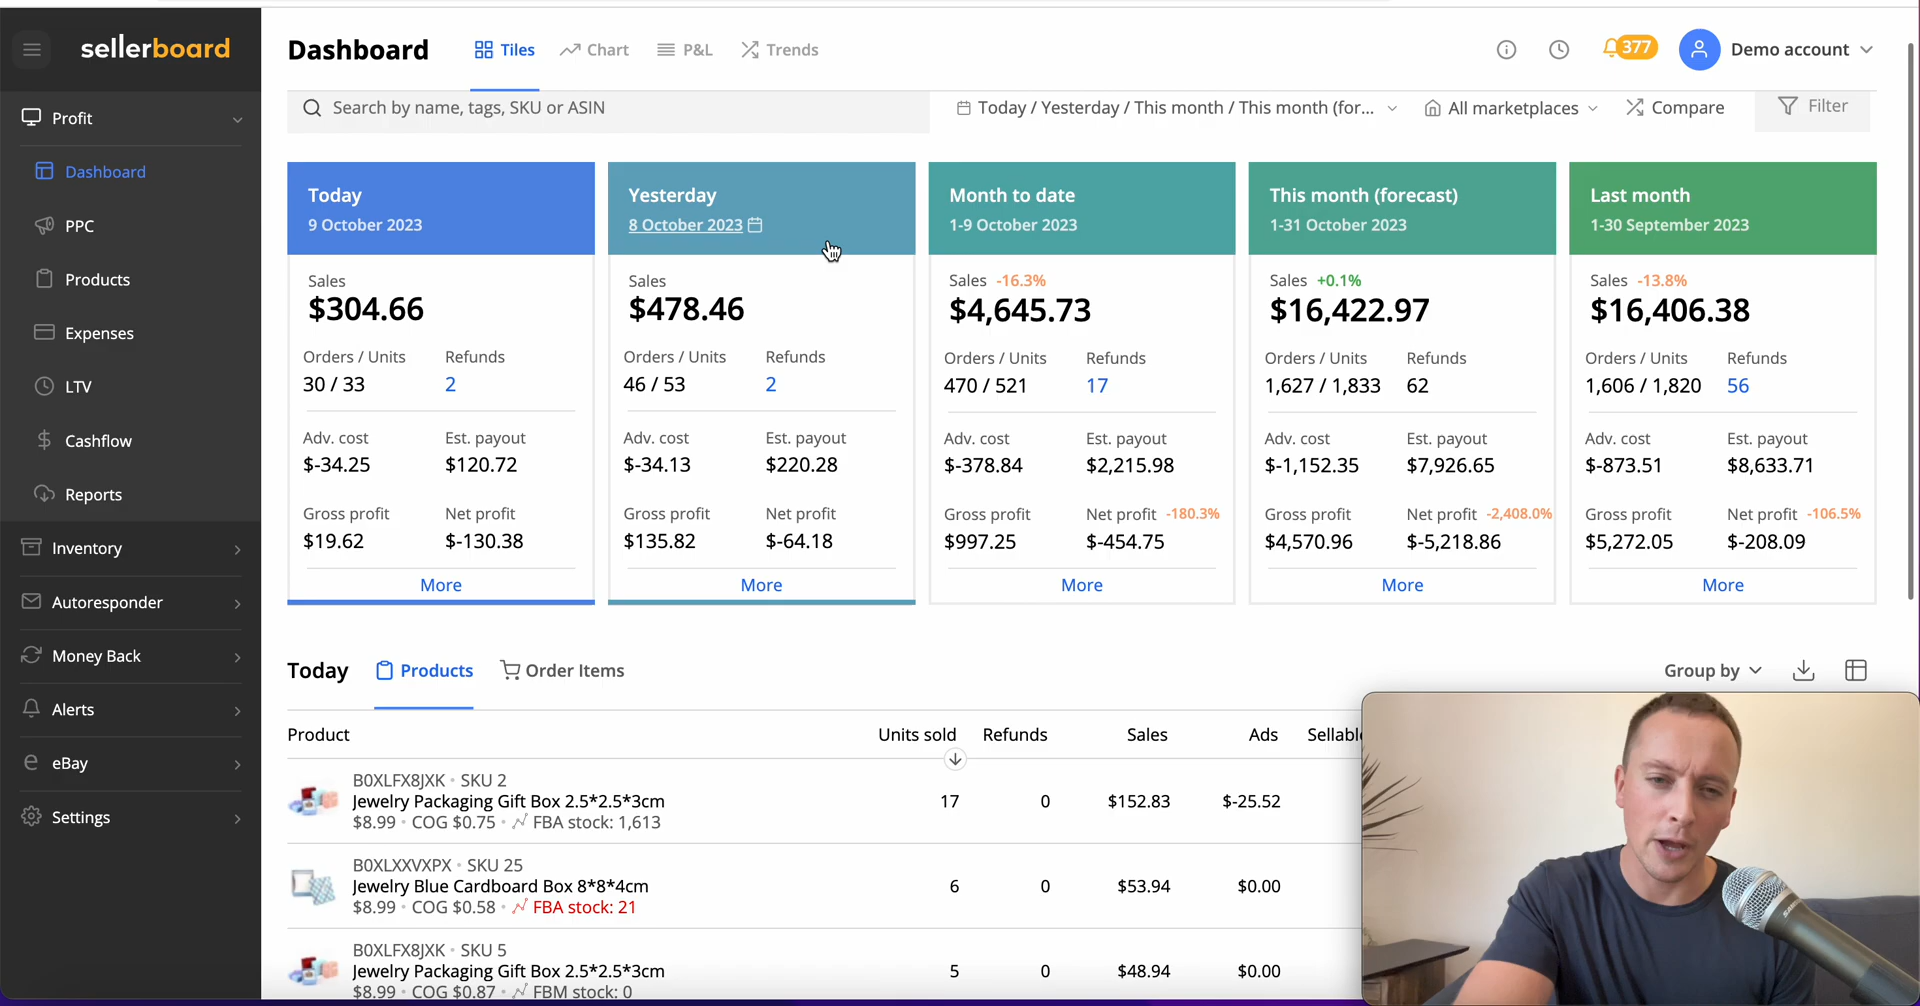 sellerboard
Dashboard
Tiles
Chart
P&L
Trends
377
Demo account
Search by name, tags, SKU or ASIN
Today / Yesterday / This month / This month (for...
All marketplaces
Compare
Filter
Profit
Dashboard
PPC
Products
Expenses
LTV
Cashflow
Reports
Inventory
Autoresponder
Money Back
Alerts
eBay
Settings
Today
9 October 2023
Sales
$304.66
Orders / Units Refunds
30 / 33 2
Adv. cost Est. payout
$-34.25 $120.72
Gross profit Net profit
$19.62 $-130.38
More
Yesterday
8 October 2023
Sales
$478.46
Orders / Units Refunds
46 / 53 2
Adv. cost Est. payout
$-34.13 $220.28
Gross profit Net profit
$135.82 $-64.18
More
Month to date
1-9 October 2023
Sales -16.3%
$4,645.73
Orders / Units Refunds
470 / 521 17
Adv. cost Est. payout
$-378.84 $2,215.98
Gross profit Net profit -180.3%
$997.25 $-454.75
More
This month (forecast)
1-31 October 2023
Sales +0.1%
$16,422.97
Orders / Units Refunds
1,627 / 1,833 62
Adv. cost Est. payout
$-1,152.35 $7,926.65
Gross profit Net profit -2,408.0%
$4,570.96 $-5,218.86
More
Last month
1-30 September 2023
Sales -13.8%
$16,406.38
Orders / Units Refunds
1,606 / 1,820 56
Adv. cost Est. payout
$-873.51 $8,633.71
Gross profit Net profit -106.5%
$5,272.05 $-208.09
More
Today Products Order Items Group by
Product Units sold Refunds Sales Ads Sellabl
B0XLFX8JXK • SKU 2
Jewelry Packaging Gift Box 2.5*2.5*3cm 17 0 $152.83 $-25.52
$8.99 • COG $0.75 • FBA stock: 1,613
B0XLXXVXPX • SKU 25
Jewelry Blue Cardboard Box 8*8*4cm 6 0 $53.94 $0.00
$8.99 • COG $0.58 • FBA stock: 21
B0XLFX8JXK • SKU 5
Jewelry Packaging Gift Box 2.5*2.5*3cm 5 0 $48.94 $0.00
$8.99 • COG $0.87 • FBM stock: 0